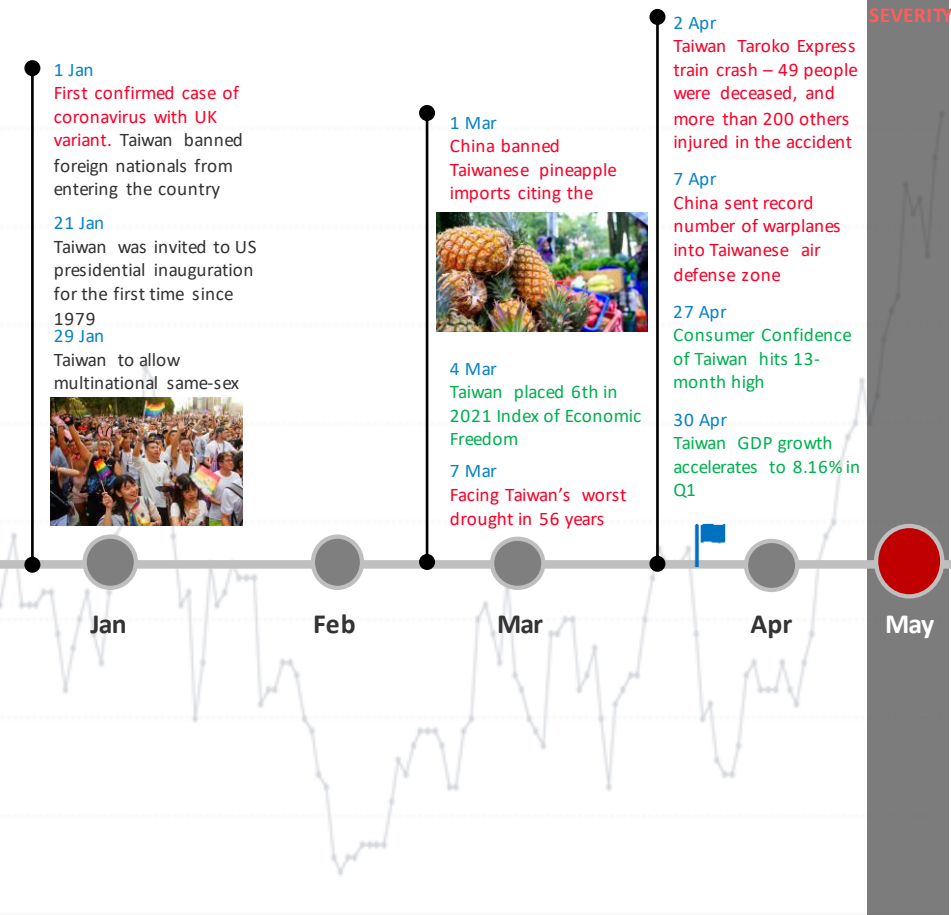 SEVERITY
1 Jan
First confirmed case of
coronavirus with UK
variant. Taiwan banned
foreign nationals from
entering the country
21 Jan
Taiwan was invited to US
presidential inauguration
for the first time since
1979
29 Jan
Taiwan to allow
multinational same-sex
1 Mar
China banned
Taiwanese pineapple
imports citing the
4 Mar
Taiwan placed 6th in
2021 Index of Economic
Freedom
7 Mar
Facing Taiwan's worst
drought in 56 years
2 Apr
Taiwan Taroko Express
train crash – 49 people
were deceased, and
more than 200 others
injured in the accident
7 Apr
China sent record
number of warplanes
into Taiwanese air
defense zone
27 Apr
Consumer Confidence
of Taiwan hits 13-
month high
30 Apr
Taiwan GDP growth
accelerates to 8.16% in
Q1
Jan
Feb
Mar
Apr
May